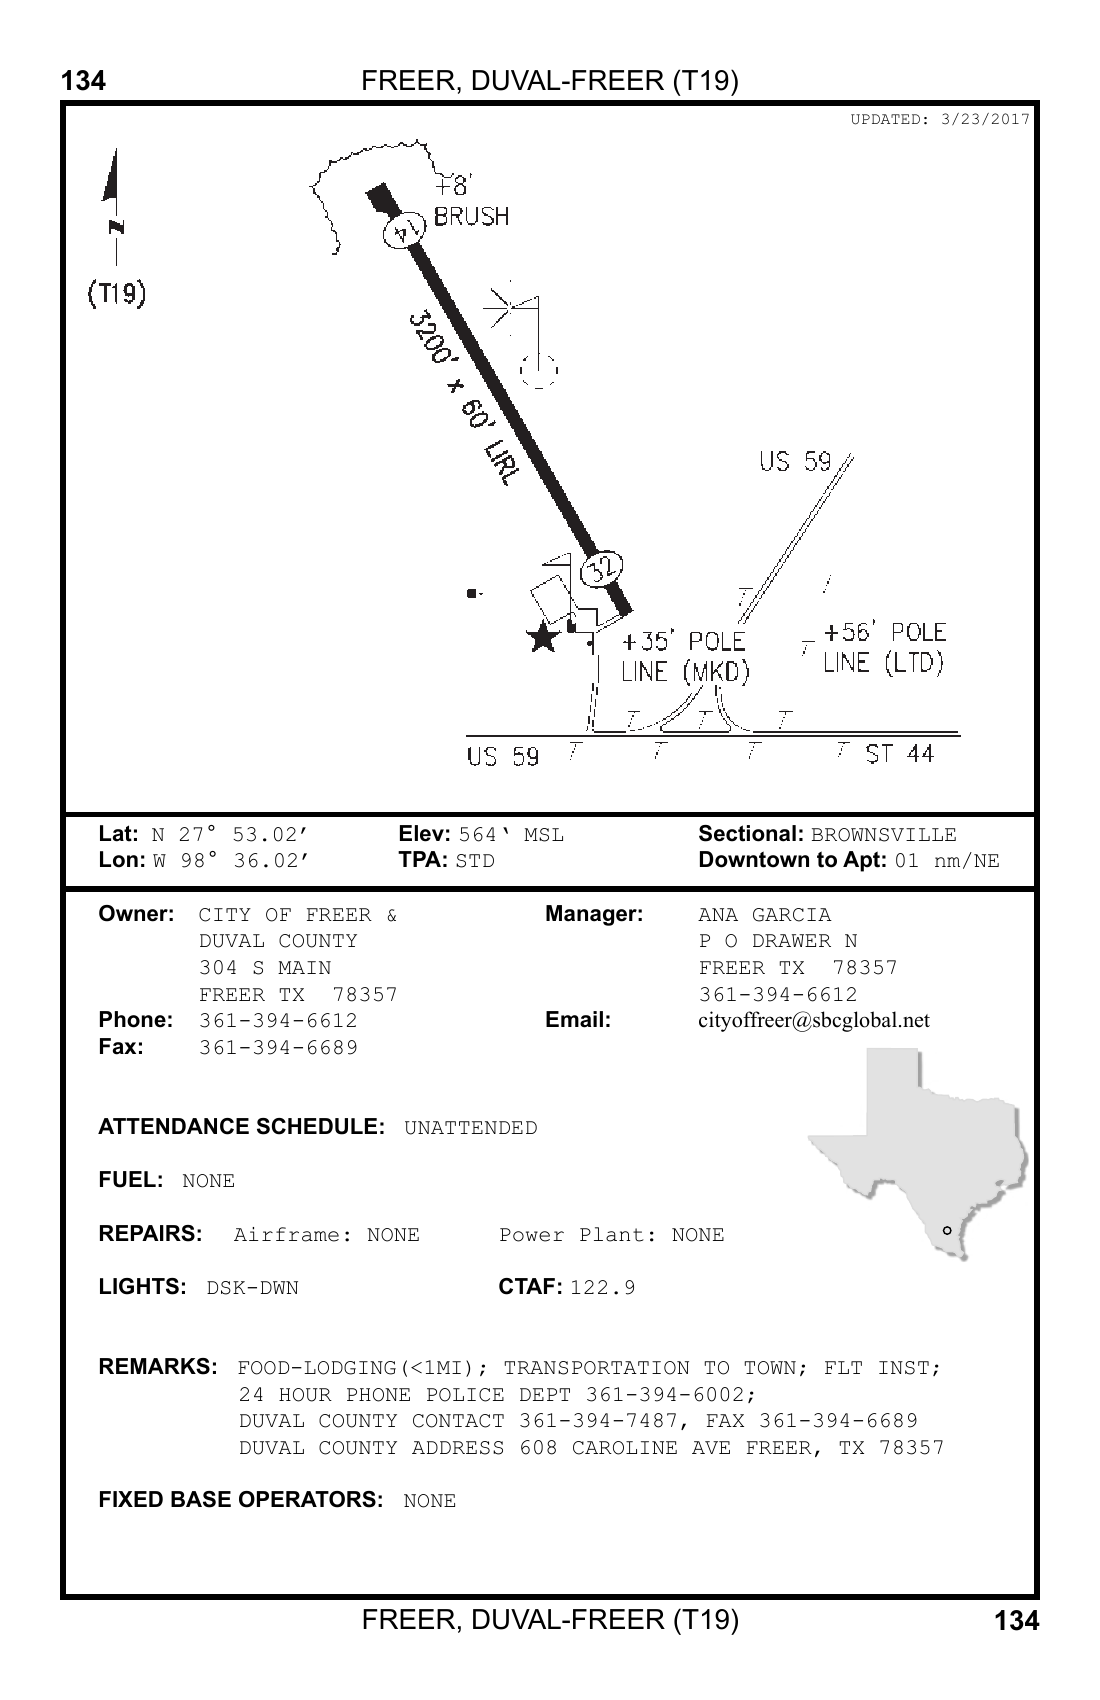 134 FREER, DUVAL-FREER (T19)
UPDATED: 3/23/2017
N
(T19)
+8'
BRUSH
14
3200' x 60' LIRL
32
US 59
+35' POLE
LINE (MKD)
+56' POLE
LINE (LTD)
US 59
ST 44
Lat: N 27° 53.02’ Elev: 564‘ MSL Sectional: BROWNSVILLE
Lon: W 98° 36.02’ TPA: STD Downtown to Apt: 01 nm/NE
Owner: CITY OF FREER & Manager: ANA GARCIA
DUVAL COUNTY P O DRAWER N
304 S MAIN FREER TX 78357
FREER TX 78357 361-394-6612
Phone: 361-394-6612 Email: cityoffreer@sbcglobal.net
Fax: 361-394-6689
ATTENDANCE SCHEDULE: UNATTENDED
FUEL: NONE
REPAIRS: Airframe: NONE Power Plant: NONE
LIGHTS: DSK-DWN CTAF: 122.9
REMARKS: FOOD-LODGING(<1MI); TRANSPORTATION TO TOWN; FLT INST;
24 HOUR PHONE POLICE DEPT 361-394-6002;
DUVAL COUNTY CONTACT 361-394-7487, FAX 361-394-6689
DUVAL COUNTY ADDRESS 608 CAROLINE AVE FREER, TX 78357
FIXED BASE OPERATORS: NONE
FREER, DUVAL-FREER (T19) 134